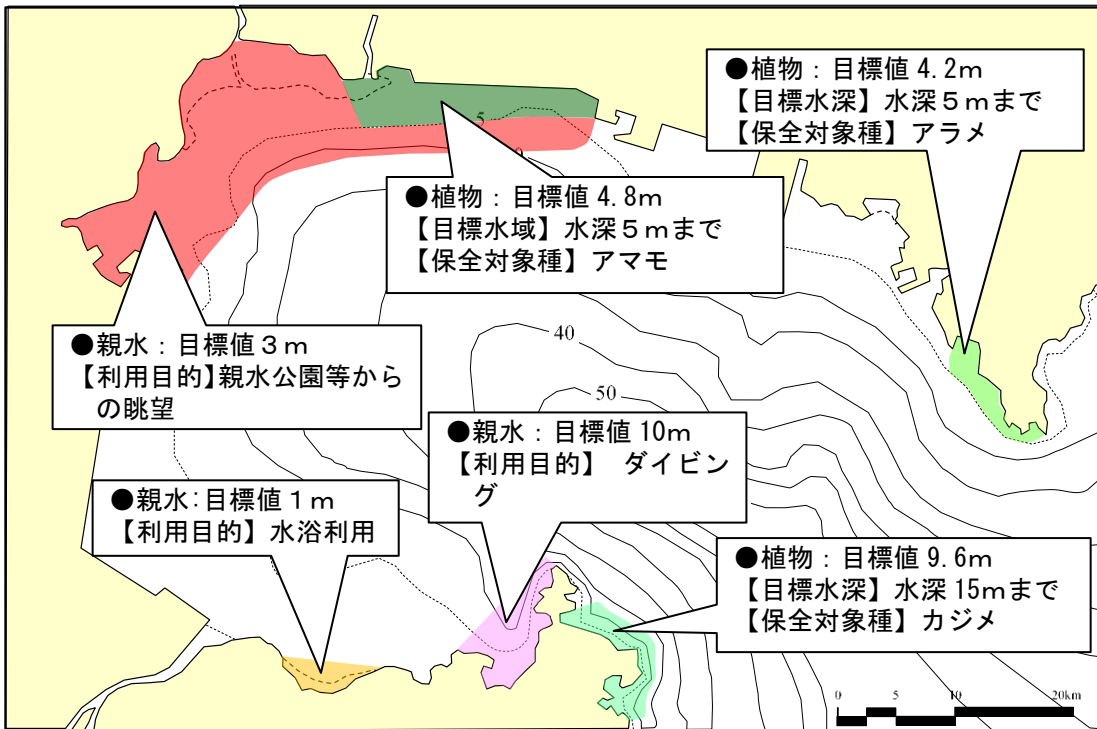 ●植物：目標値 4.2m
【目標水深】水深５ｍまで
【保全対象種】アラメ
5
●植物：目標値 4.8m
【目標水域】水深５ｍまで
【保全対象種】アマモ
●親水：目標値３ｍ
【利用目的】親水公園等から
の眺望
40
50
●親水：目標値 10m
【利用目的】　ダイビン
グ
●親水：目標値１ｍ
【利用目的】水浴利用
●植物：目標値 9.6m
【目標水深】水深 15mまで
【保全対象種】カジメ
0 5 10 20km